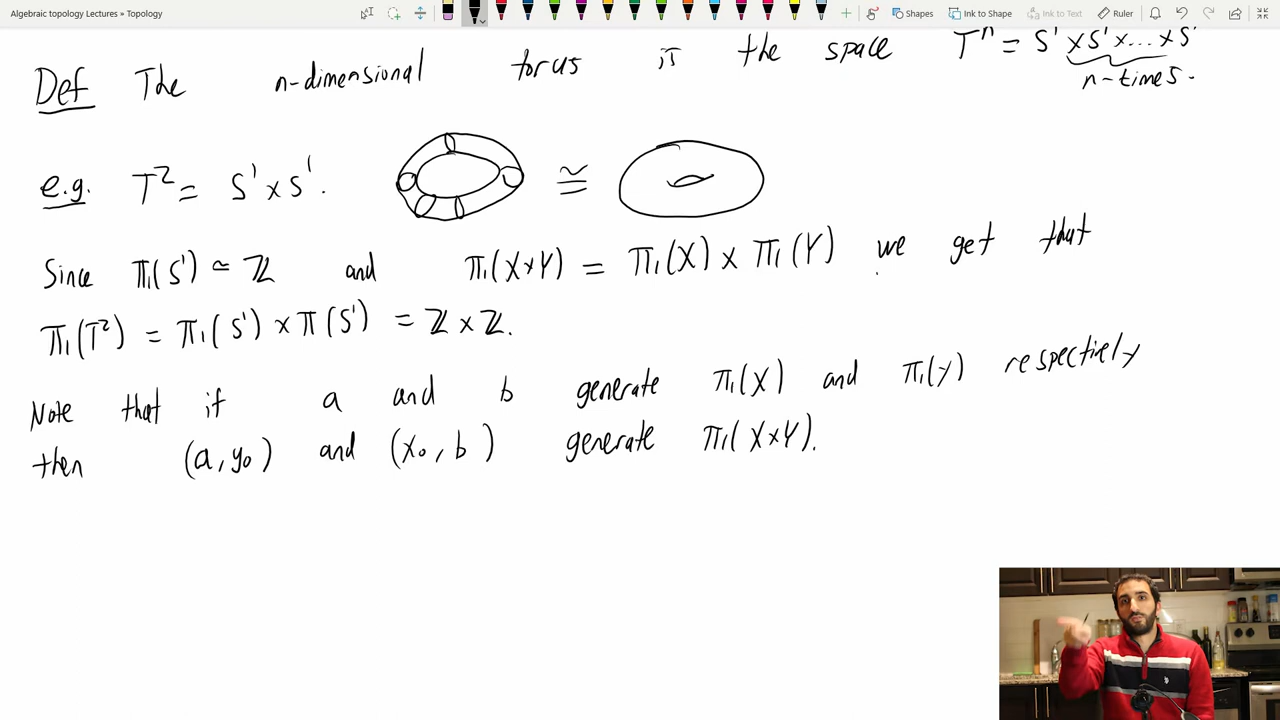 Algebraic topology Lectures » Topology
Shapes
Ink to Shape
Ink to Text
Ruler
Def The n-dimensional torus is the space Tⁿ = S¹ × S¹ × ... × S¹
n-times.
e.g. T² = S¹ × S¹. ≅
Since π₁(S¹) ≃ ℤ and π₁(X×Y) = π₁(X) × π₁(Y) we get that
π₁(T²) = π₁(S¹) × π(S¹) = ℤ × ℤ.
Note that if a and b generate π₁(X) and π₁(y) respectiely
then (a, y₀) and (x₀, b) generate π₁(X×Y).